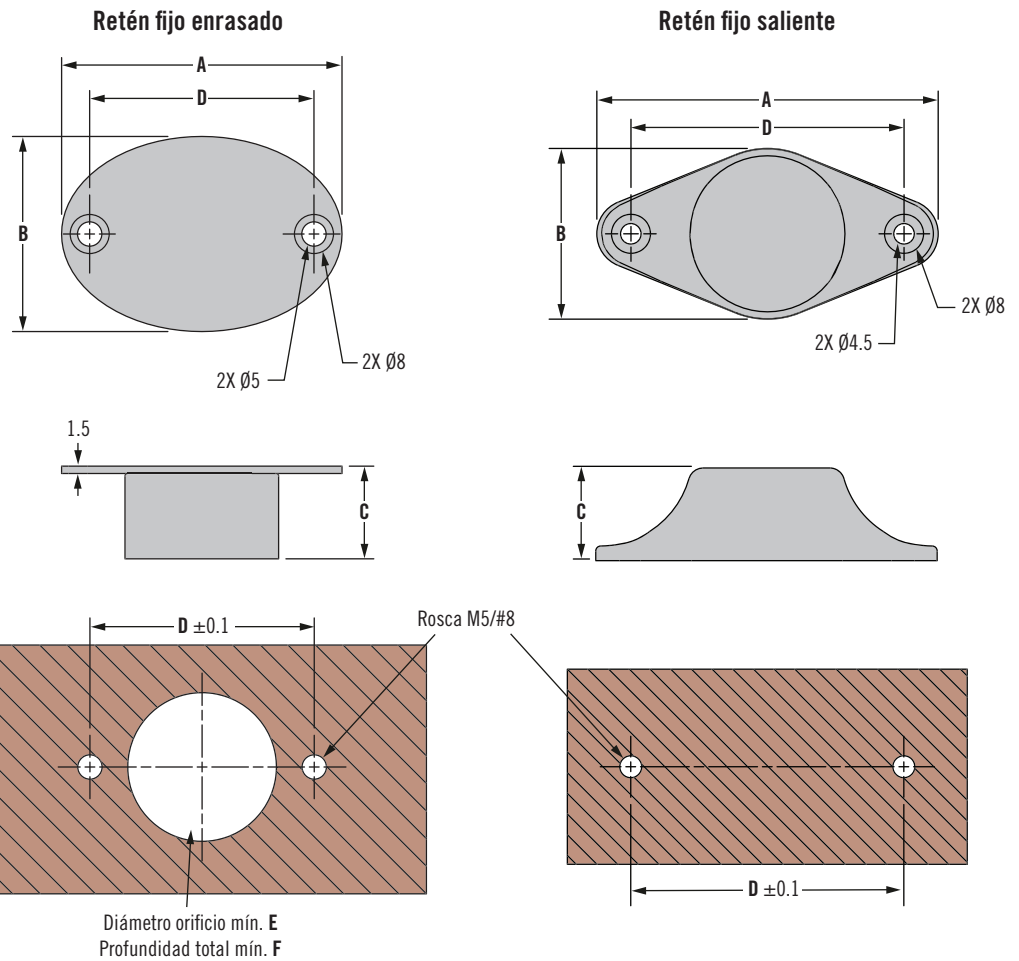 Retén fijo enrasado
A
D
B
2X Ø5
2X Ø8
1.5
C
D ±0.1
Rosca M5/#8
Diámetro orificio mín. E
Profundidad total mín. F
Retén fijo saliente
A
D
B
2X Ø8
2X Ø4.5
C
D ±0.1